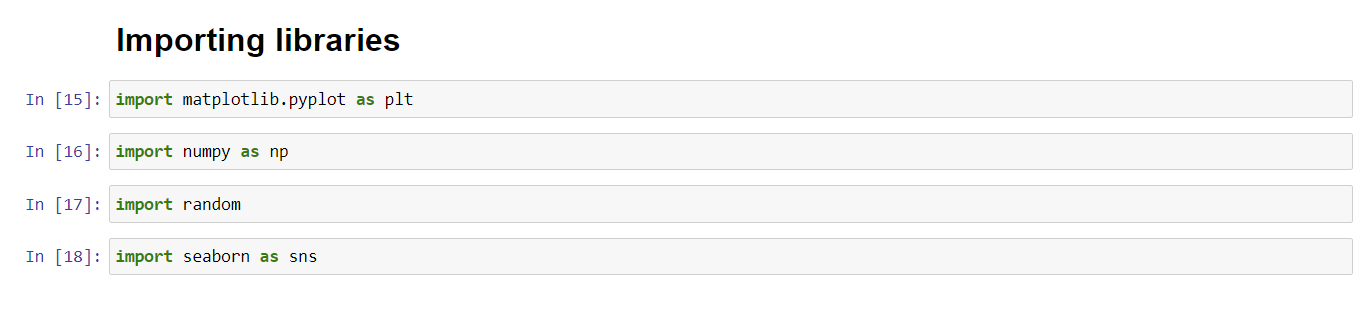 Importing libraries
In [15]: import matplotlib.pyplot as plt
In [16]: import numpy as np
In [17]: import random
In [18]: import seaborn as sns